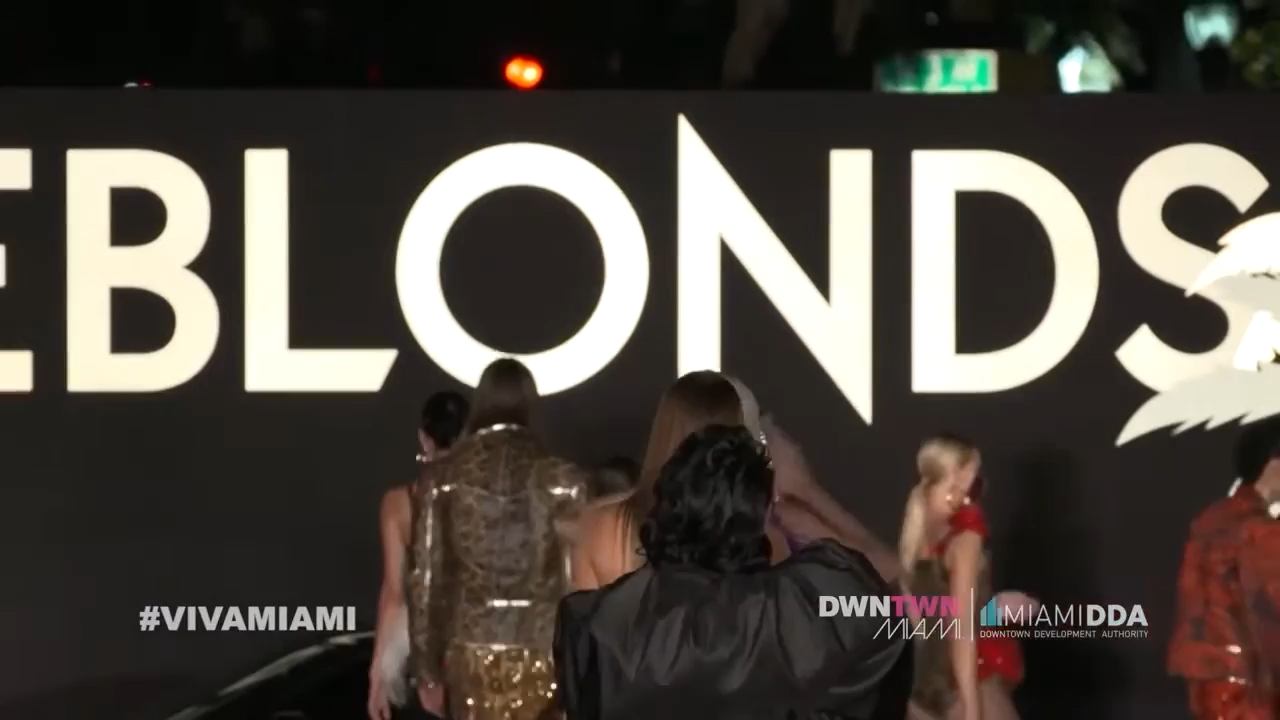 EBLONDS
#VIVAMIAMI
DWNTWN
MIAMI
MIAMIDDA
DOWNTOWN DEVELOPMENT AUTHORITY